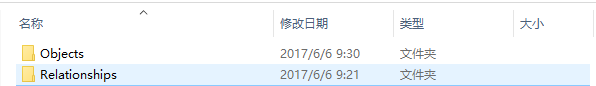 名称 修改日期 类型 大小
Objects 2017/6/6 9:30 文件夹
Relationships 2017/6/6 9:21 文件夹